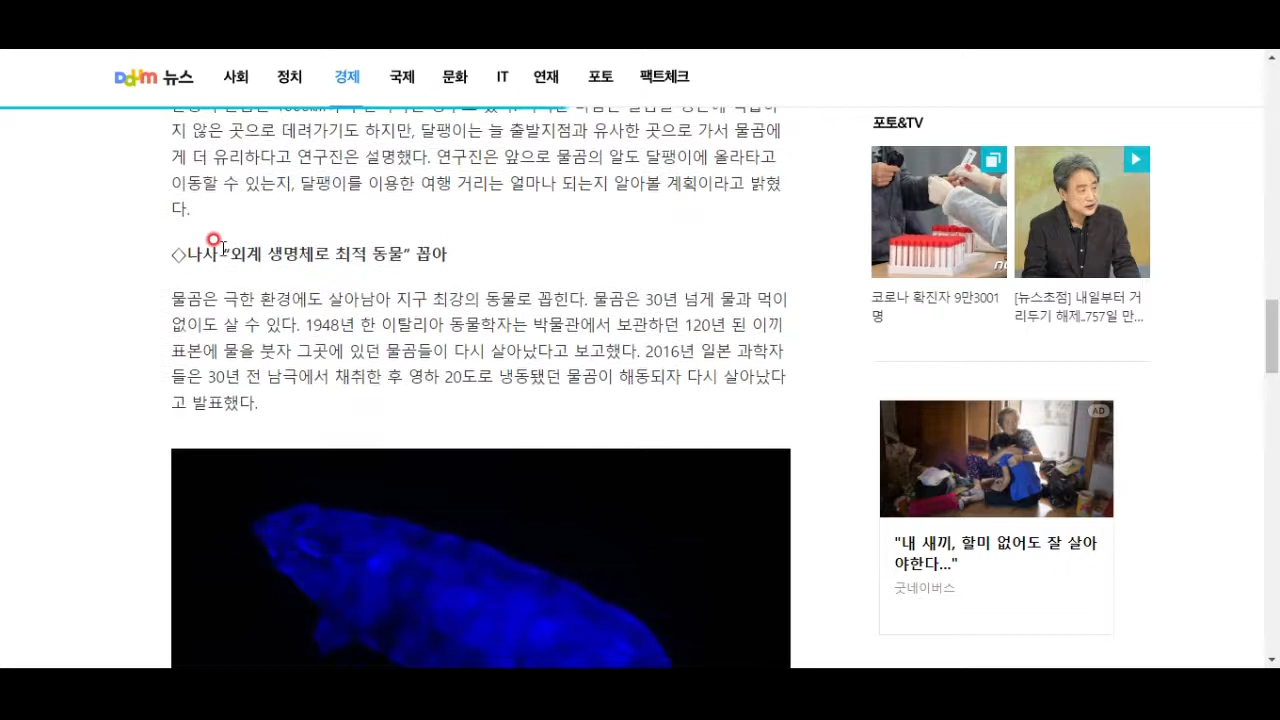 Daum 뉴스 사회 정치 경제 국제 문화 IT 연재 포토 팩트체크
지 않은 곳으로 데려가기도 하지만, 달팽이는 늘 출발지점과 유사한 곳으로 가서 물곰에
게 더 유리하다고 연구진은 설명했다. 연구진은 앞으로 물곰의 알도 달팽이에 올라타고
이동할 수 있는지, 달팽이를 이용한 여행 거리는 얼마나 되는지 알아볼 계획이라고 밝혔
다.
◇나사 “외계 생명체로 최적 동물” 꼽아
물곰은 극한 환경에도 살아남아 지구 최강의 동물로 꼽힌다. 물곰은 30년 넘게 물과 먹이
없이도 살 수 있다. 1948년 한 이탈리아 동물학자는 박물관에서 보관하던 120년 된 이끼
표본에 물을 붓자 그곳에 있던 물곰들이 다시 살아났다고 보고했다. 2016년 일본 과학자
들은 30년 전 남극에서 채취한 후 영하 20도로 냉동됐던 물곰이 해동되자 다시 살아났다
고 발표했다.
포토&TV
코로나 확진자 9만3001
명
[뉴스초점] 내일부터 거
리두기 해제..757일 만...
AD
"내 새끼, 할미 없어도 잘 살아
야한다..."
굿네이버스